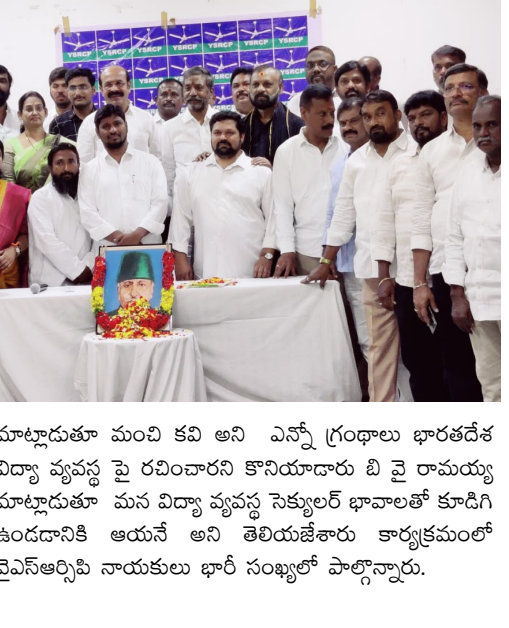 YSRCP YSRCP YSRCP
YSRCP YSRCP YSRCP YSRCP
మాట్లాడుతూ మంచి కవి అని ఎన్నో గ్రంథాలు భారతదేశ
విద్యా వ్యవస్థ పై రచించారని కొనియాడారు బి వై రామయ్య
మాట్లాడుతూ మన విద్యా వ్యవస్థ సెక్యులర్ భావాలతో కూడిగి
ఉండడానికి ఆయనే అని తెలియజేశారు కార్యక్రమంలో
వైఎస్ఆర్సిపి నాయకులు భారీ సంఖ్యలో పాల్గొన్నారు.